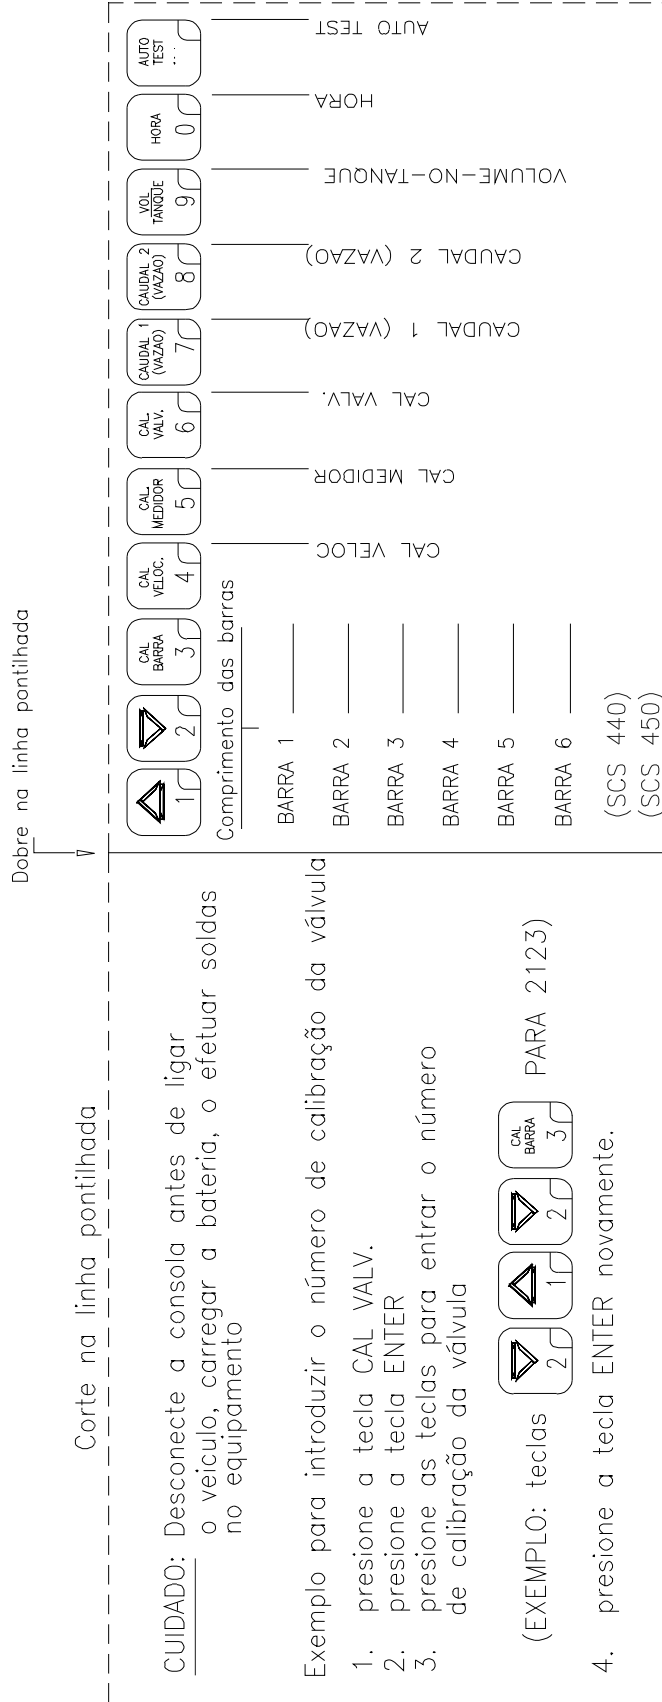 Corte na linha pontilhada
Dobre na linha pontilhada
CUIDADO: Desconecte a consola antes de ligar
o veiculo, carregar a bateria, o efetuar soldas
no equipamento
Exemplo para introduzir o número de calibração da válvula
1. presione a tecla CAL VALV.
2. presione a tecla ENTER
3. presione as teclas para entrar o número
de calibração da válvula
(EXEMPLO: teclas 2 1 2 CAL BARRA 3 PARA 2123)
4. presione a tecla ENTER novamente.
1
2
CAL
BARRA
3
CAL
VELOC.
4
CAL.
MEDIDOR
5
CAL.
VALV.
6
CAUDAL 1
(VAZAO)
7
CAUDAL 2
(VAZAO)
8
VOL
TANQUE
9
HORA
0
AUTO
TEST
Comprimento das barras
BARRA 1
BARRA 2
BARRA 3
BARRA 4
BARRA 5
BARRA 6
(SCS 440)
(SCS 450)
CAL VELOC
CAL MEDIDOR
CAL VALV.
CAUDAL 1 (VAZAO)
CAUDAL 2 (VAZAO)
VOLUME-NO-TANQUE
HORA
AUTO TEST